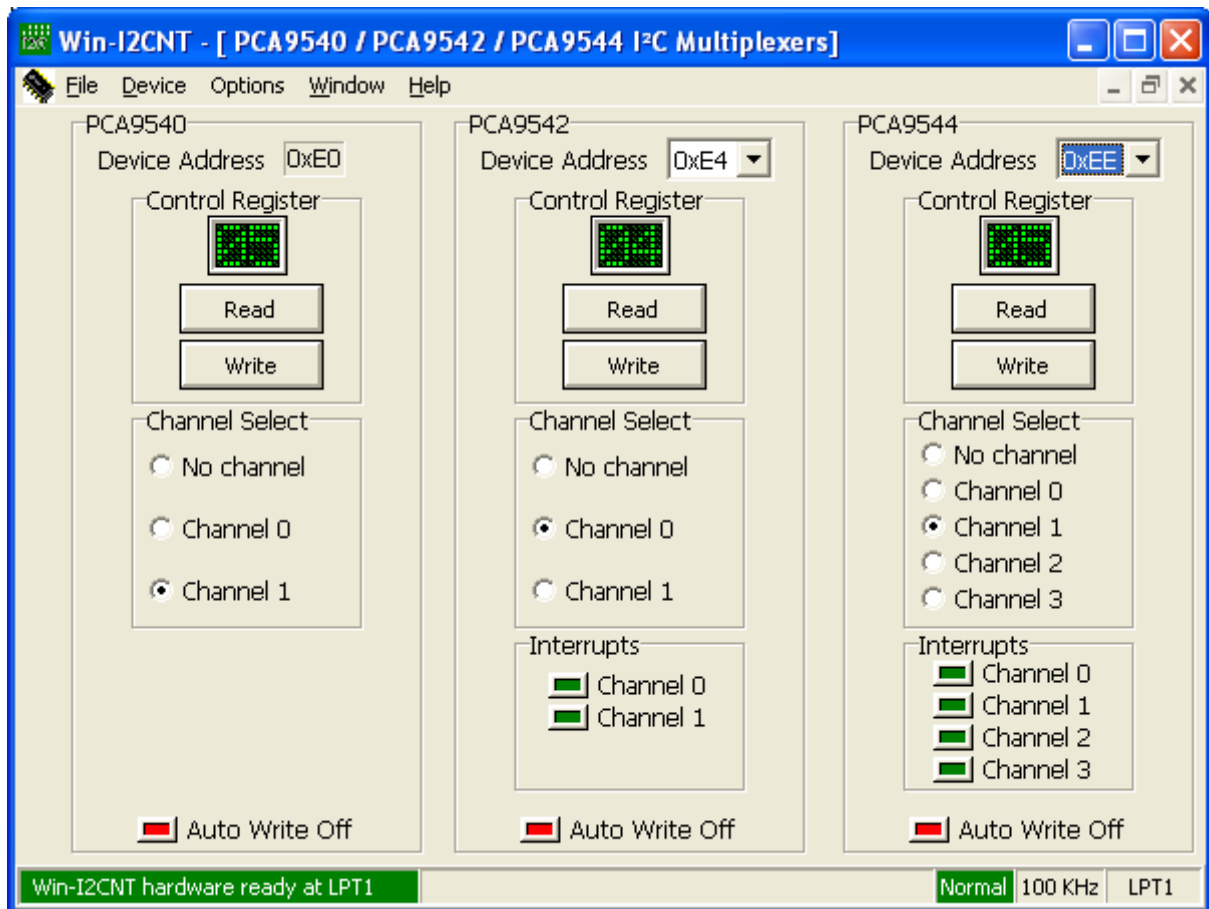 Win-I2CNT - [ PCA9540 / PCA9542 / PCA9544 I²C Multiplexers]
File Device Options Window Help
PCA9540
Device Address 0xE0
Control Register
05
Read
Write
Channel Select
No channel
Channel 0
Channel 1
Auto Write Off
PCA9542
Device Address 0xE4
Control Register
04
Read
Write
Channel Select
No channel
Channel 0
Channel 1
Interrupts
Channel 0
Channel 1
Auto Write Off
PCA9544
Device Address 0xEE
Control Register
05
Read
Write
Channel Select
No channel
Channel 0
Channel 1
Channel 2
Channel 3
Interrupts
Channel 0
Channel 1
Channel 2
Channel 3
Auto Write Off
Win-I2CNT hardware ready at LPT1
Normal 100 KHz LPT1